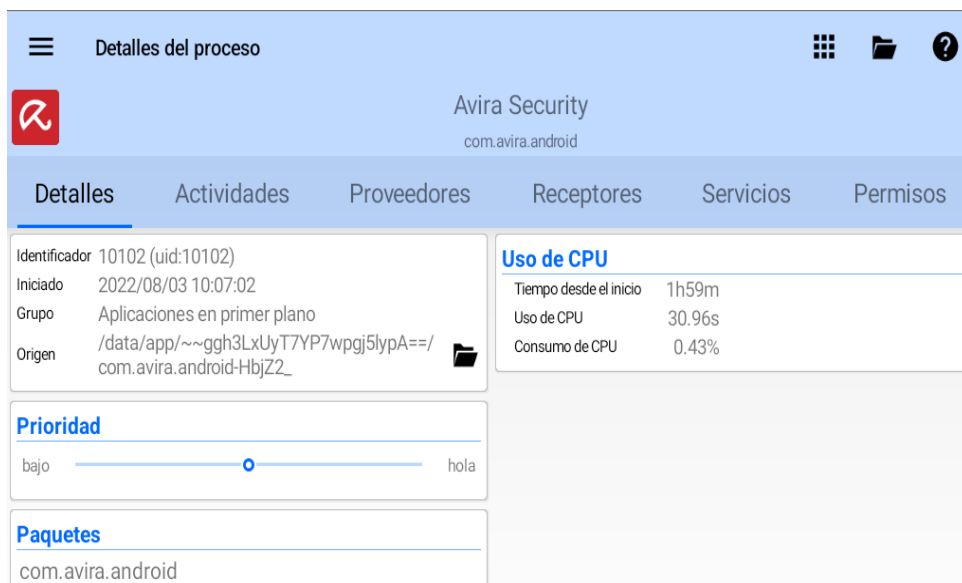 Detalles del proceso
Avira Security
com.avira.android
Detalles Actividades Proveedores Receptores Servicios Permisos
Identificador 10102 (uid:10102)
Iniciado 2022/08/03 10:07:02
Grupo Aplicaciones en primer plano
Origen /data/app/~~ggh3LxUyT7YP7wpgj5lypA==/
com.avira.android-HbjZ2_
Uso de CPU
Tiempo desde el inicio 1h59m
Uso de CPU 30.96s
Consumo de CPU 0.43%
Prioridad
bajo hola
Paquetes
com.avira.android